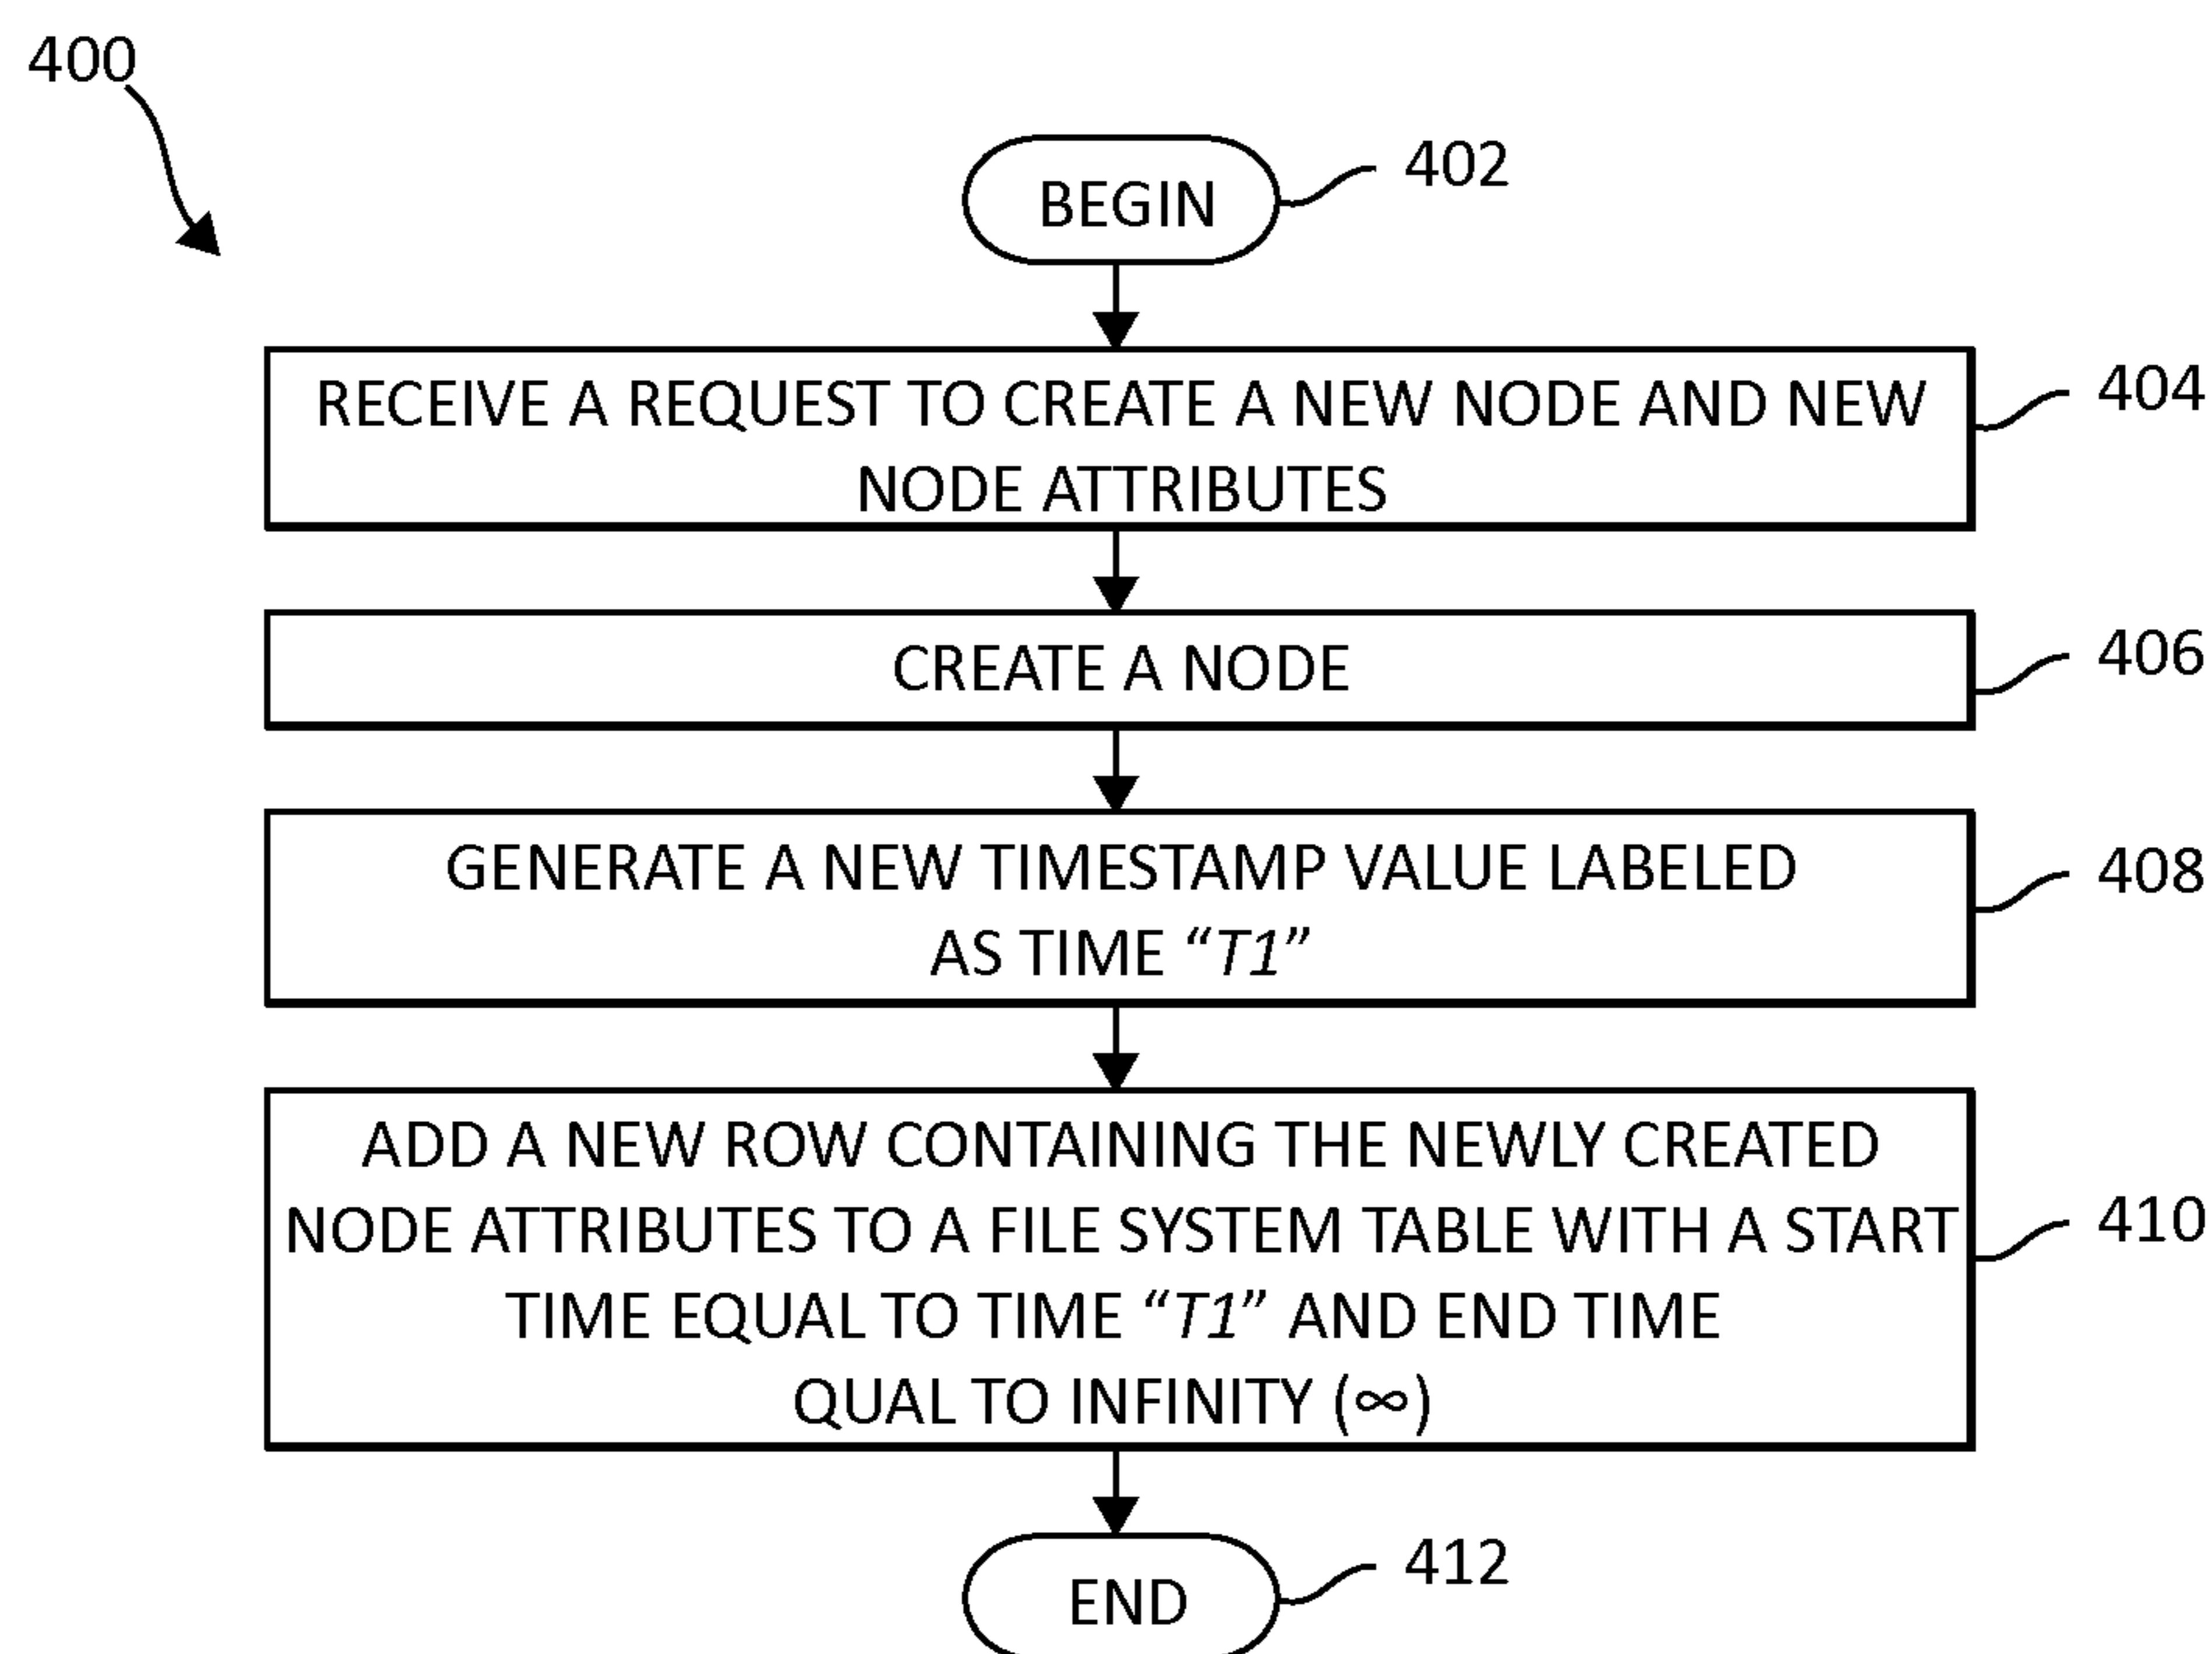 400
BEGIN
402
RECEIVE A REQUEST TO CREATE A NEW NODE AND NEW
NODE ATTRIBUTES
404
CREATE A NODE
406
GENERATE A NEW TIMESTAMP VALUE LABELED
AS TIME “T1”
408
ADD A NEW ROW CONTAINING THE NEWLY CREATED
NODE ATTRIBUTES TO A FILE SYSTEM TABLE WITH A START
TIME EQUAL TO TIME “T1” AND END TIME
QUAL TO INFINITY (∞)
410
END
412